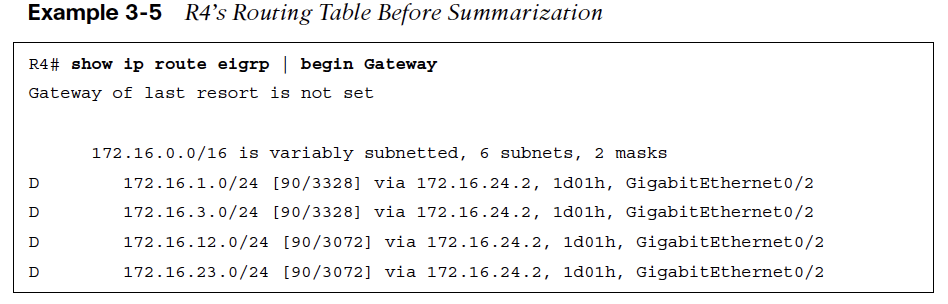 Example 3-5 R4's Routing Table Before Summarization
R4# show ip route eigrp | begin Gateway
Gateway of last resort is not set
172.16.0.0/16 is variably subnetted, 6 subnets, 2 masks
D 172.16.1.0/24 [90/3328] via 172.16.24.2, 1d01h, GigabitEthernet0/2
D 172.16.3.0/24 [90/3328] via 172.16.24.2, 1d01h, GigabitEthernet0/2
D 172.16.12.0/24 [90/3072] via 172.16.24.2, 1d01h, GigabitEthernet0/2
D 172.16.23.0/24 [90/3072] via 172.16.24.2, 1d01h, GigabitEthernet0/2